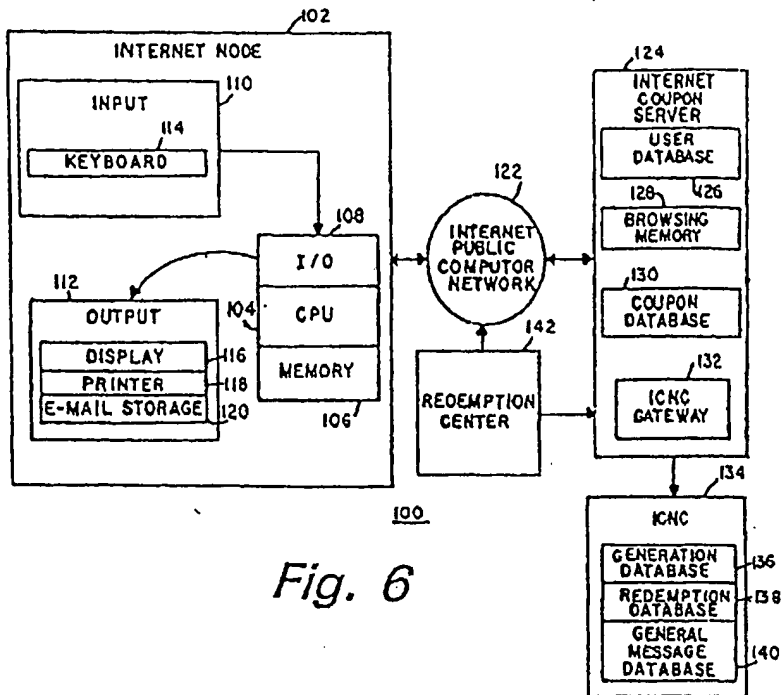 102
INTERNET NODE
110
INPUT
114
KEYBOARD
108
I/O
104
CPU
MEMORY
106
112
OUTPUT
DISPLAY
116
PRINTER
118
E-MAIL STORAGE
120
122
INTERNET
PUBLIC
COMPUTOR
NETWORK
142
REDEMPTION
CENTER
124
INTERNET
COUPON
SERVER
USER
DATABASE
126
128
BROWSING
MEMORY
130
COUPON
DATABASE
132
ICNC
GATEWAY
134
ICNC
GENERATION
DATABASE
136
REDEMPTION
DATABASE
138
GENERAL
MESSAGE
DATABASE
140
100
Fig. 6